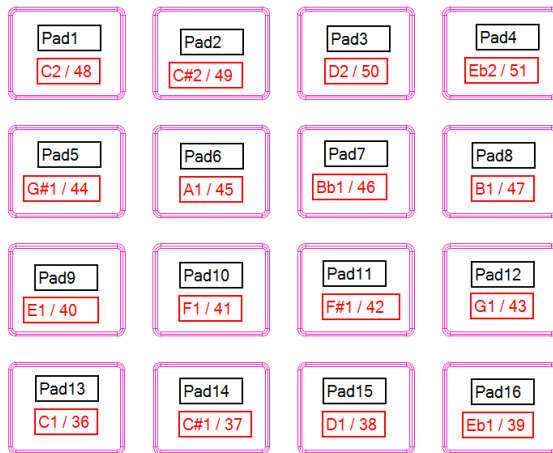 Pad1
C2 / 48
Pad2
C#2 / 49
Pad3
D2 / 50
Pad4
Eb2 / 51
Pad5
G#1 / 44
Pad6
A1 / 45
Pad7
Bb1 / 46
Pad8
B1 / 47
Pad9
E1 / 40
Pad10
F1 / 41
Pad11
F#1 / 42
Pad12
G1 / 43
Pad13
C1 / 36
Pad14
C#1 / 37
Pad15
D1 / 38
Pad16
Eb1 / 39